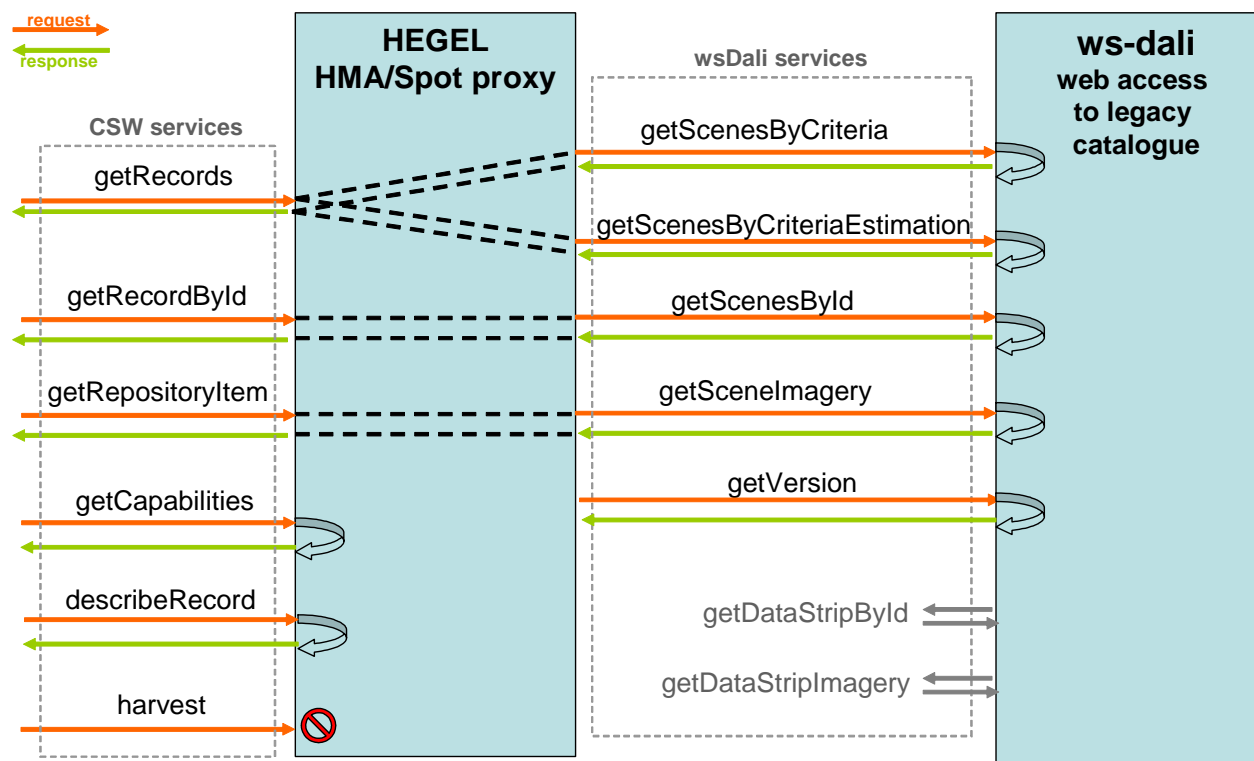 request
response
HEGEL
HMA/Spot proxy
ws-dali
web access
to legacy
catalogue
wsDali services
CSW services
getRecords
getRecordById
getRepositoryItem
getCapabilities
describeRecord
harvest
getScenesByCriteria
getScenesByCriteriaEstimation
getScenesById
getSceneImagery
getVersion
getDataStripById
getDataStripImagery